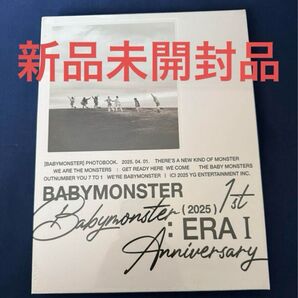 新品未開封品
[BABYMONSTER] PHOTOBOOK. 2025. 04. 01. THERE'S A NEW KIND OF MONSTER
WE ARE THE MONSTERS : GET READY HERE WE COME THE BABY MONSTERS
OUTNUMBER YOU 7 TO 1 WE'RE BABYMONSTER | (C) 2025 YG ENTERTAINMENT INC.
BABYMONSTER
1st
Babymonster (2025)
: ERA I
Anniversary